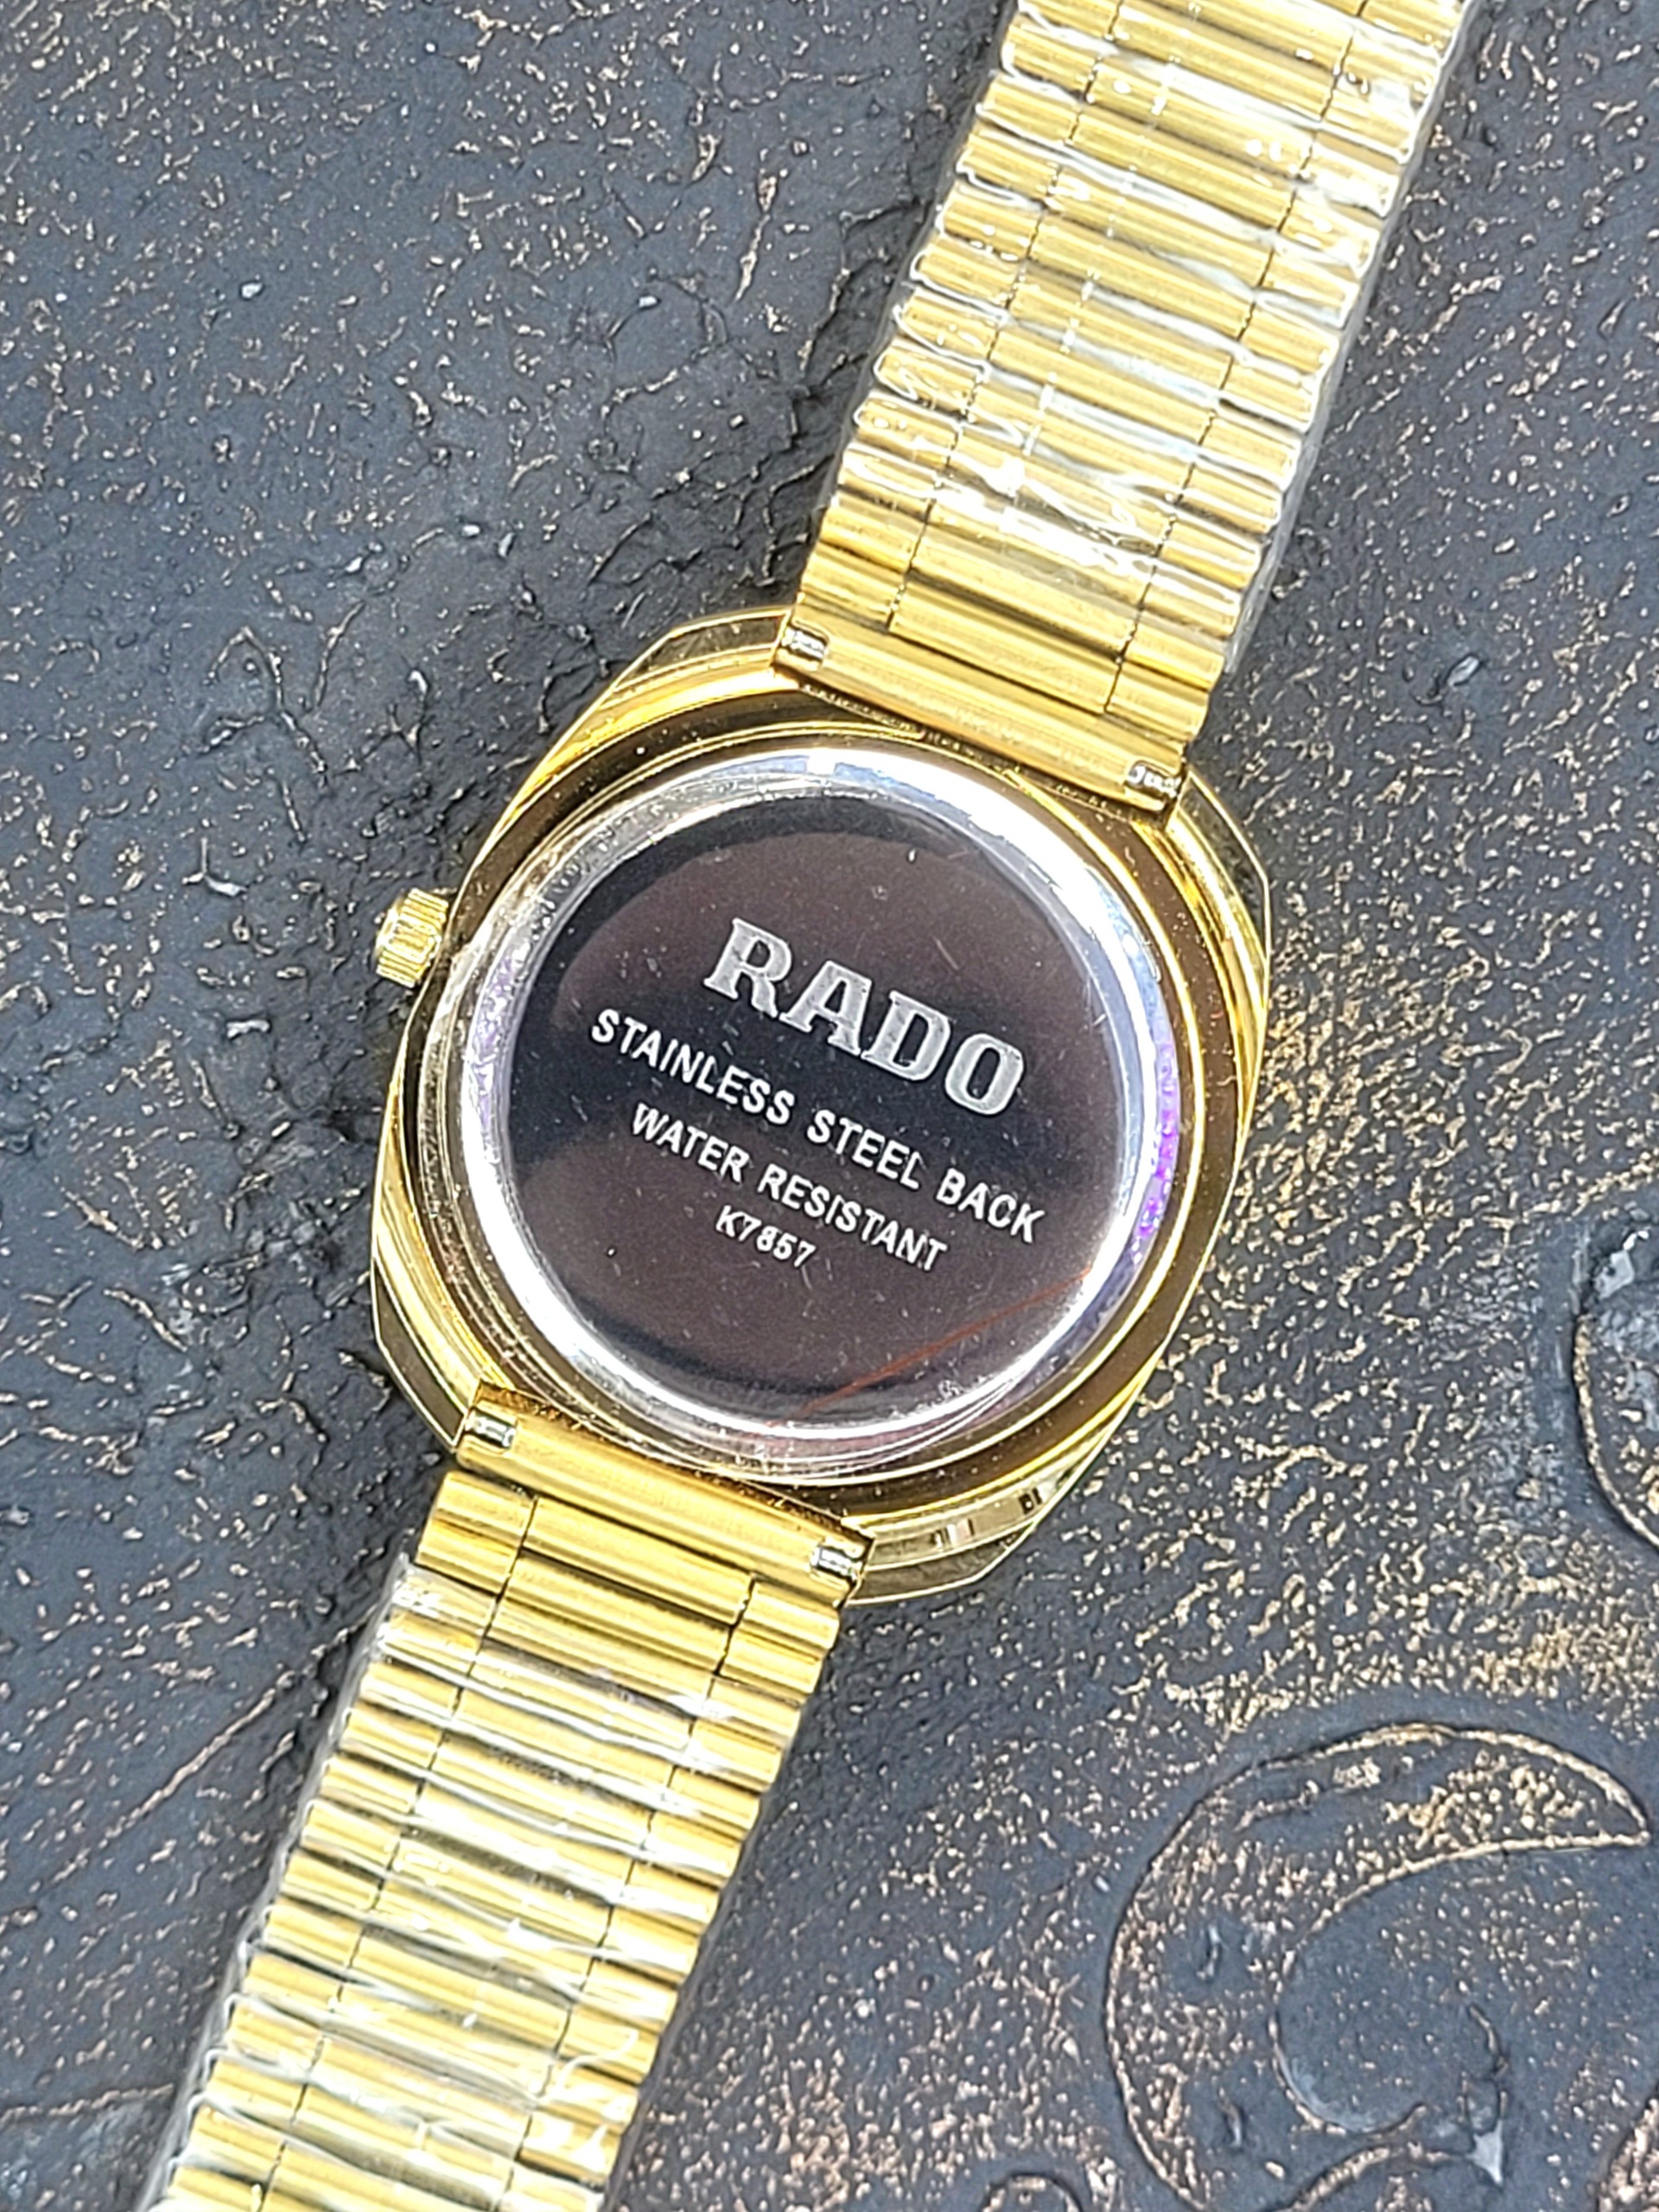 RADO
STAINLESS STEEL BACK
WATER RESISTANT
K7857